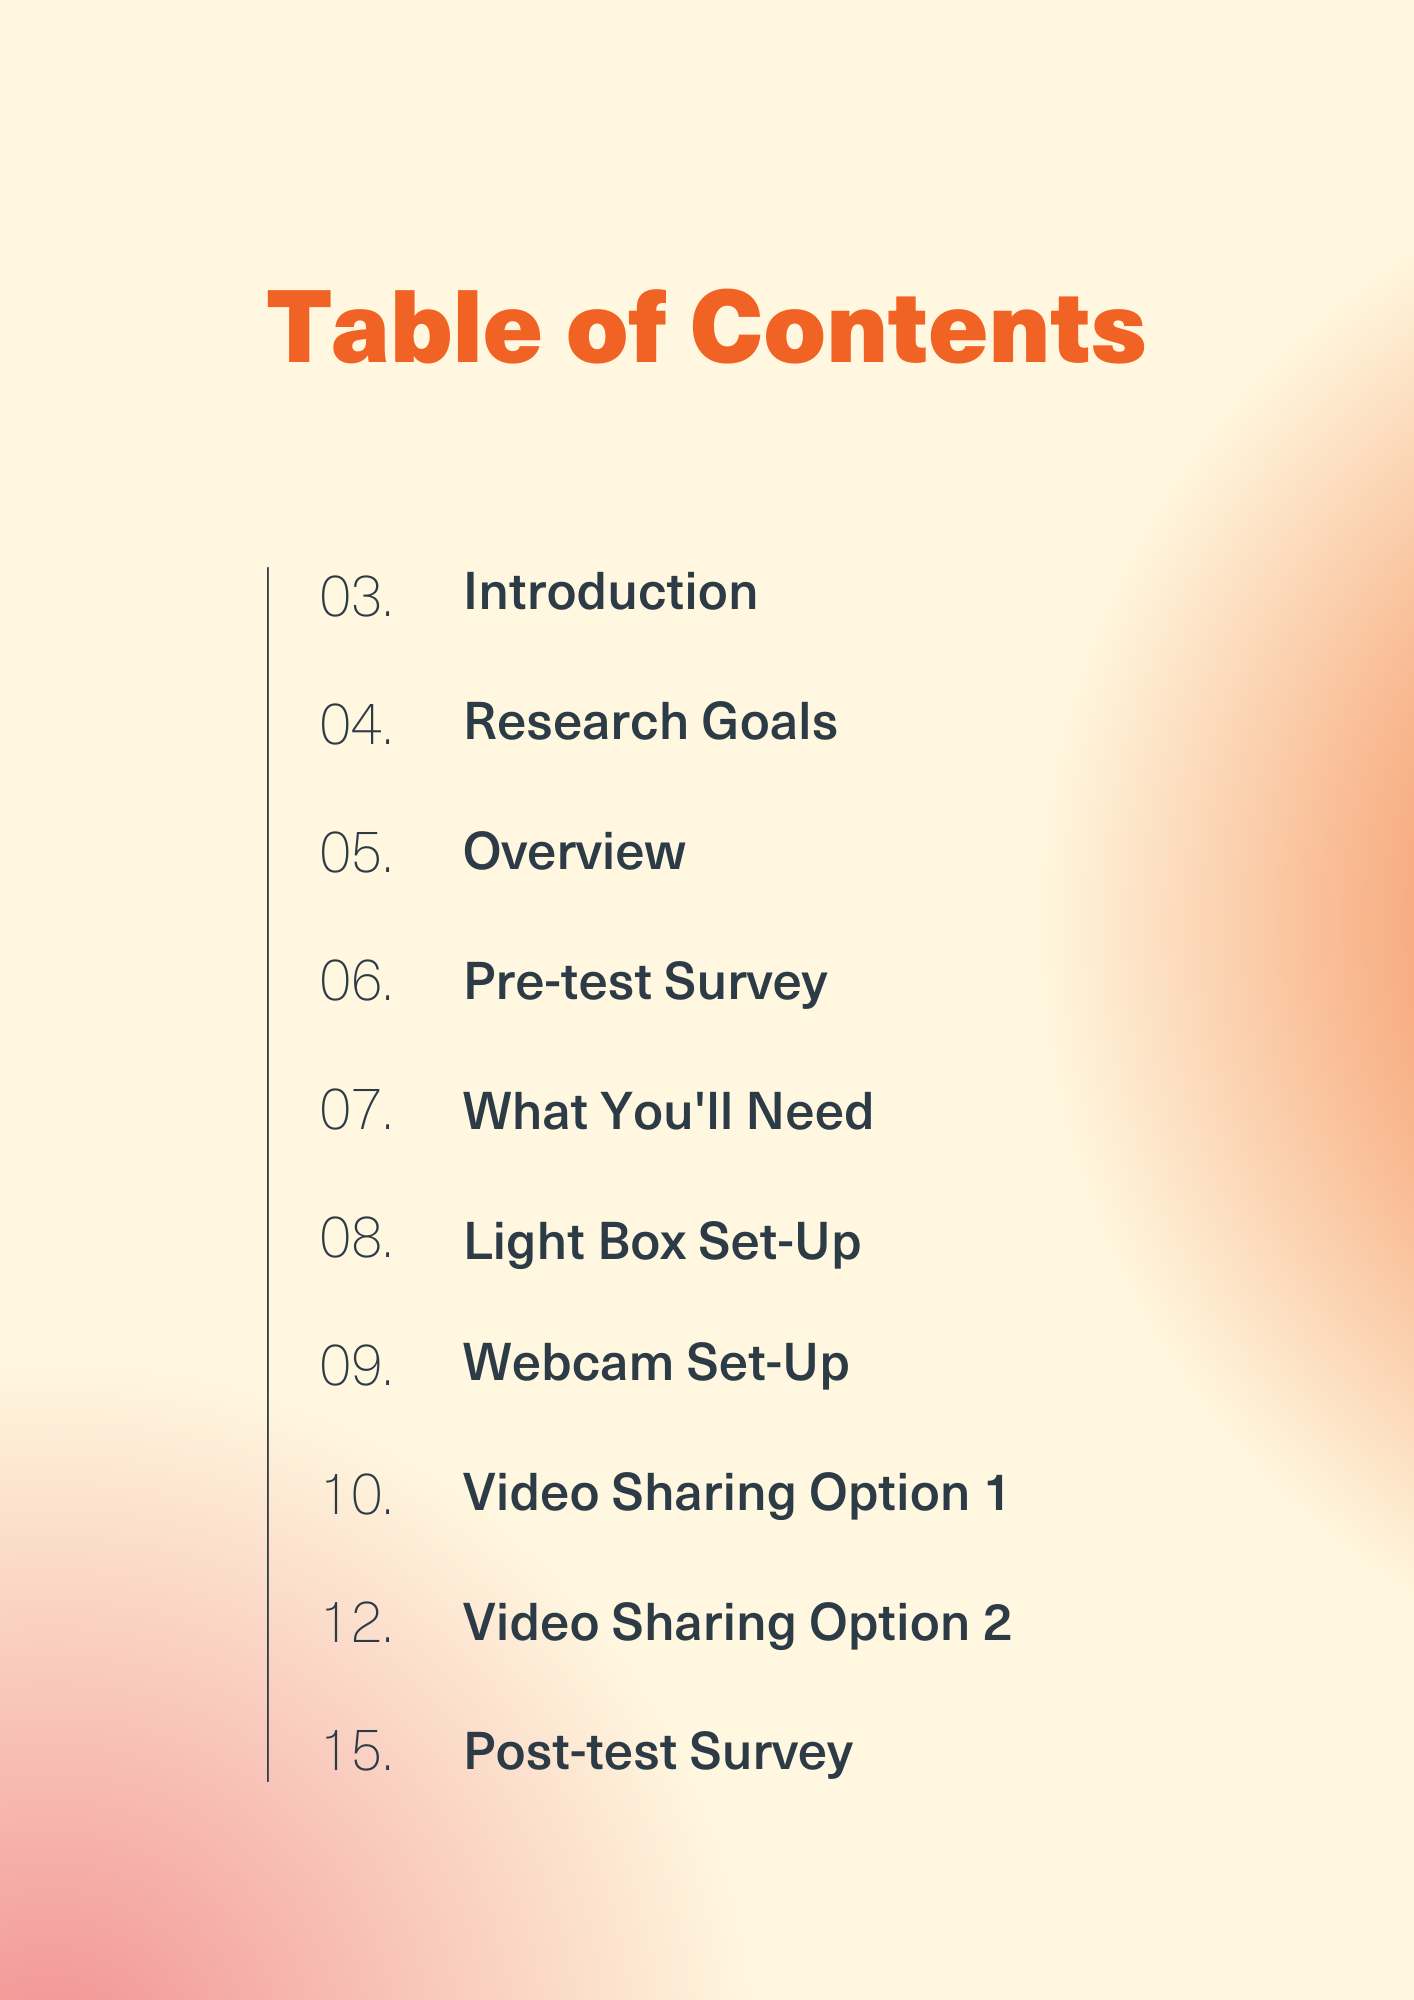 Table of Contents
03. Introduction
04. Research Goals
05. Overview
06. Pre-test Survey
07. What You'll Need
08. Light Box Set-Up
09. Webcam Set-Up
10. Video Sharing Option 1
12. Video Sharing Option 2
15. Post-test Survey